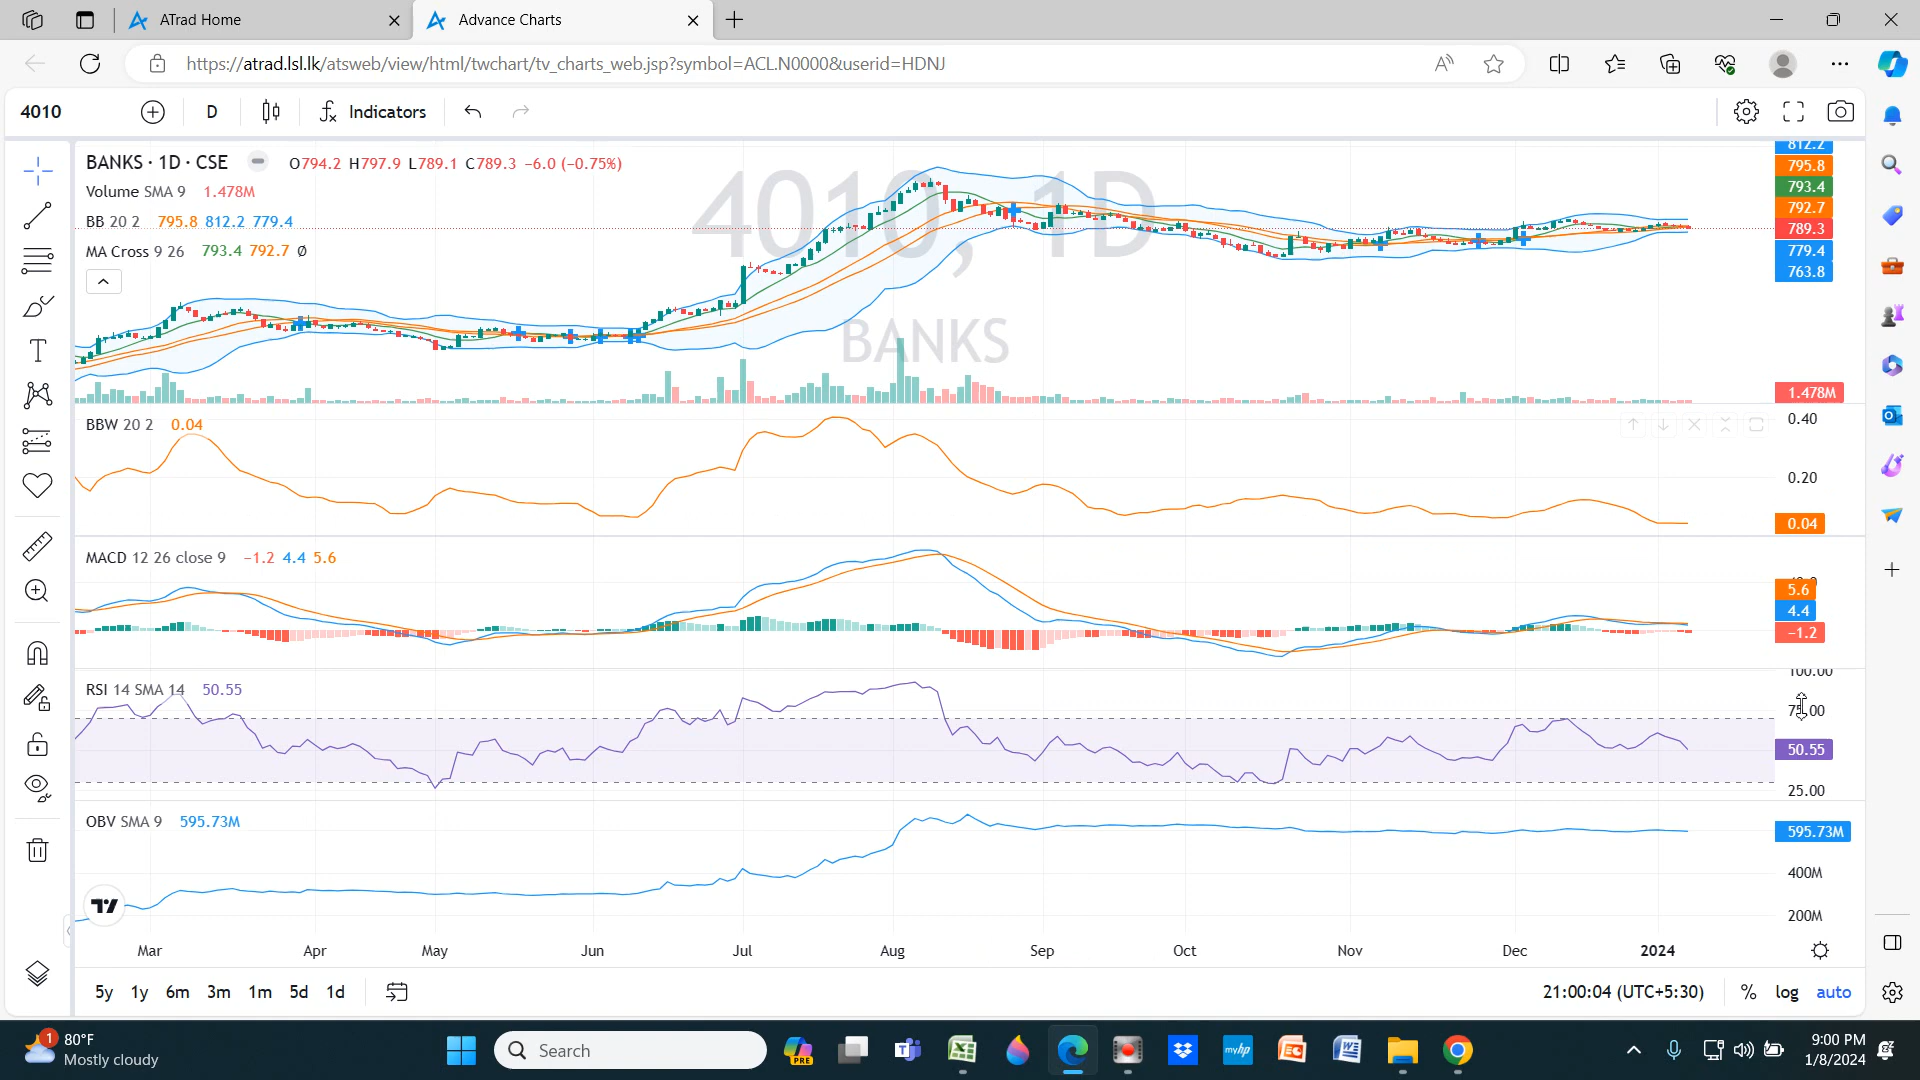 ATrad Home
Advance Charts
https://atrad.lsl.lk/atsweb/view/html/twchart/tv_charts_web.jsp?symbol=ACL.N0000&userid=HDNJ
4010 D Indicators
4010, 1D
BANKS
BANKS · 1D · CSE O794.2 H797.9 L789.1 C789.3 −6.0 (−0.75%)
Volume SMA 9 1.478M
BB 20 2 795.8 812.2 779.4
MA Cross 9 26 793.4 792.7 Ø
812.2
795.8
793.4
792.7
789.3
779.4
763.8
1.478M
BBW 20 2 0.04
0.40
0.20
0.04
MACD 12 26 close 9 −1.2 4.4 5.6
5.6
4.4
−1.2
RSI 14 SMA 14 50.55
100.00
75.00
50.55
25.00
OBV SMA 9 595.73M
595.73M
400M
200M
Mar Apr May Jun Jul Aug Sep Oct Nov Dec 2024
5y 1y 6m 3m 1m 5d 1d 21:00:04 (UTC+5:30) % log auto
1
80°F
Mostly cloudy
Search
PRE
myhp
9:00 PM
1/8/2024